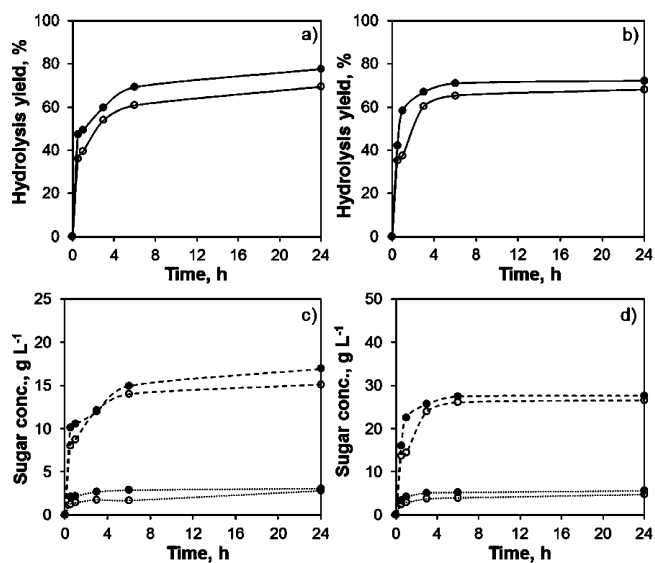 100
a)
80
60
40
20
0
0 4 8 12 16 20 24
Time, h
Hydrolysis yield, %
100
b)
80
60
40
20
0
0 4 8 12 16 20 24
Time, h
Hydrolysis yield, %
25
c)
20
15
10
5
0
0 4 8 12 16 20 24
Time, h
Sugar conc., g L⁻¹
50
d)
40
30
20
10
0
0 4 8 12 16 20 24
Time, h
Sugar conc., g L⁻¹